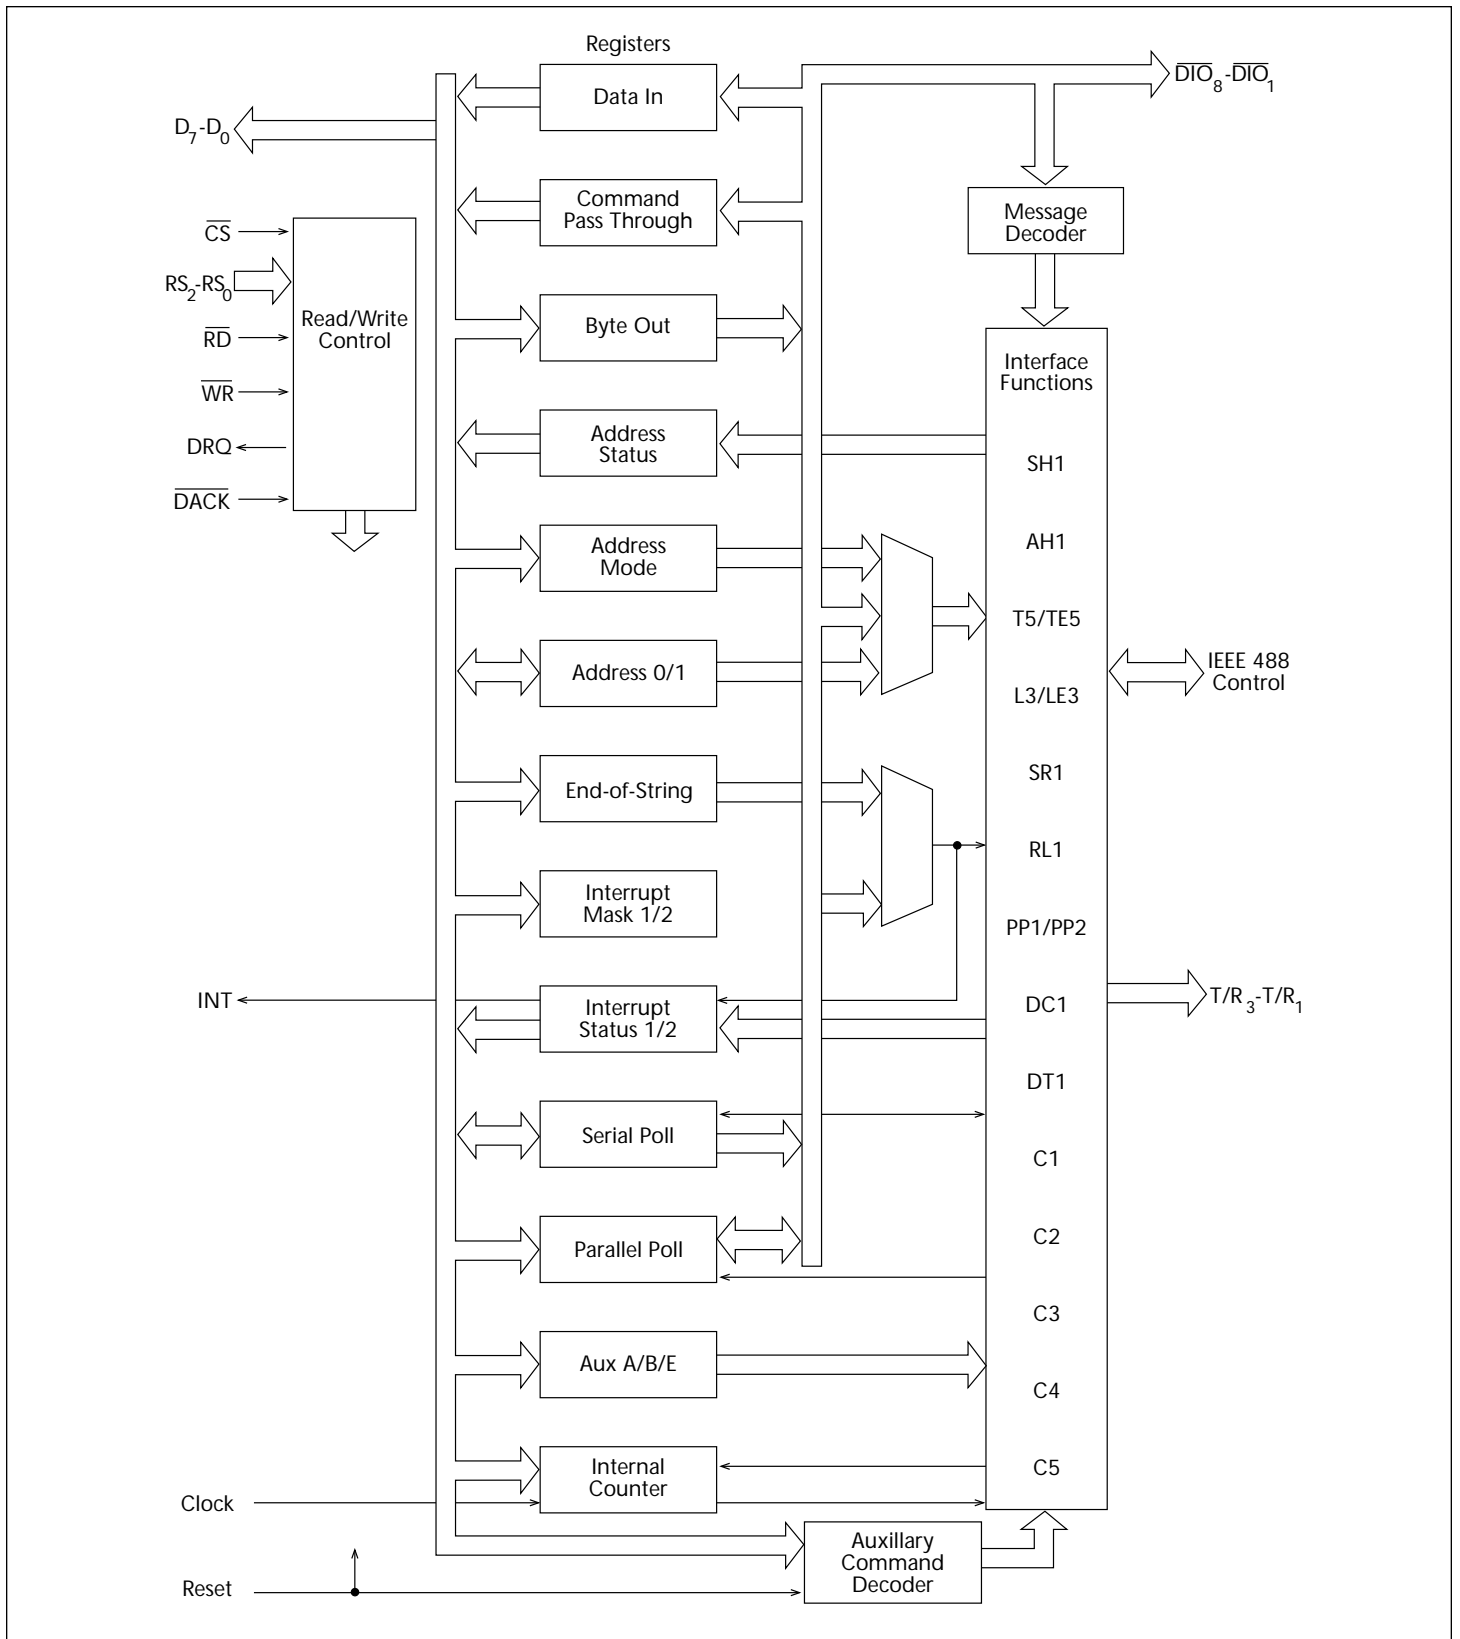 Registers
Data In
D7-D0
DIO8-DIO1
Command
Pass Through
Message
Decoder
CS
RS2-RS0
RD
WR
DRQ
DACK
Read/Write
Control
Byte Out
Address
Status
Address
Mode
Address 0/1
End-of-String
Interrupt
Mask 1/2
INT
Interrupt
Status 1/2
Serial Poll
Parallel Poll
Aux A/B/E
Internal
Counter
Clock
Reset
Auxillary
Command
Decoder
Interface
Functions
SH1
AH1
T5/TE5
L3/LE3
SR1
RL1
PP1/PP2
DC1
DT1
C1
C2
C3
C4
C5
IEEE 488
Control
T/R3-T/R1